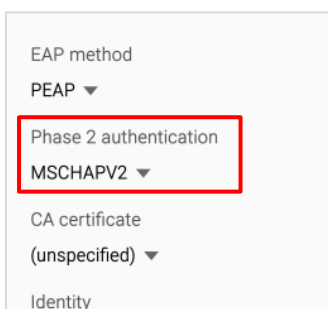 EAP method
PEAP
Phase 2 authentication
MSCHAPV2
CA certificate
(unspecified)
Identity